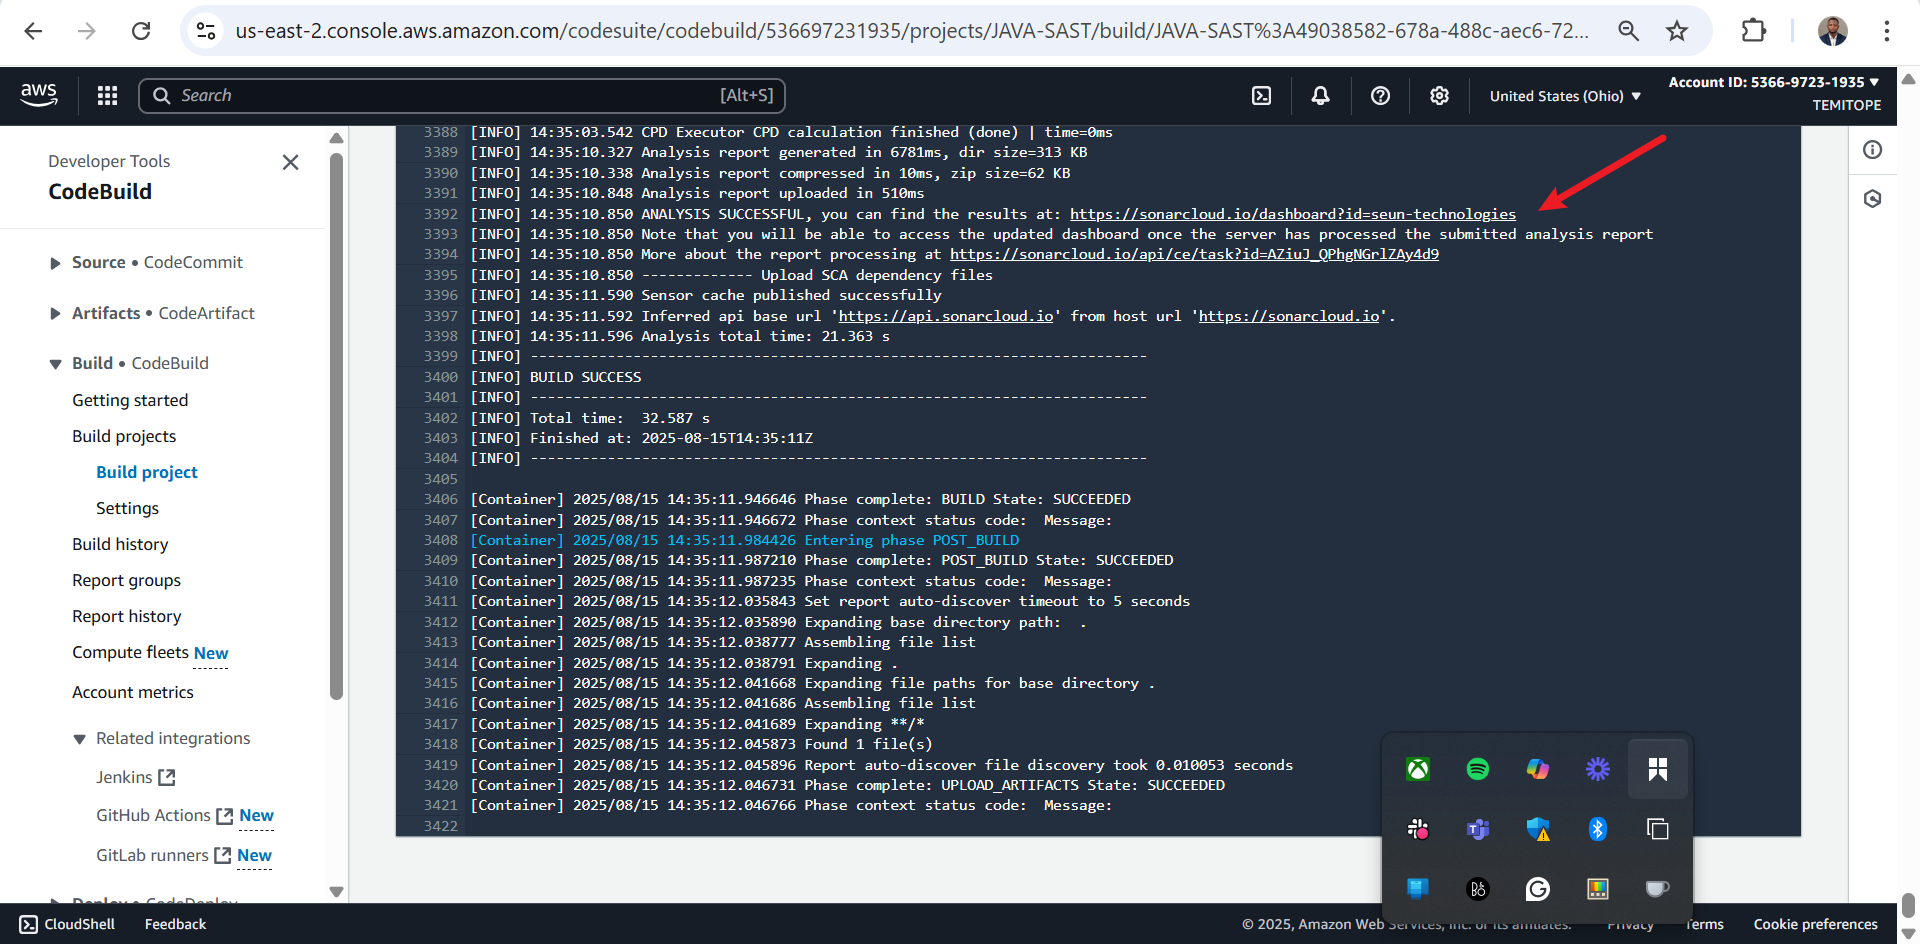 us-east-2.console.aws.amazon.com/codesuite/codebuild/536697231935/projects/JAVA-SAST/build/JAVA-SAST%3A49038582-678a-488c-aec6-72...
aws
Search
[Alt+S]
United States (Ohio)
Account ID: 5366-9723-1935
TEMITOPE
Developer Tools
CodeBuild
Source • CodeCommit
Artifacts • CodeArtifact
Build • CodeBuild
Getting started
Build projects
Build project
Settings
Build history
Report groups
Report history
Compute fleets New
Account metrics
Related integrations
Jenkins
GitHub Actions New
GitLab runners New
Deploy • CodeDeploy
3388 [INFO] 14:35:03.542 CPD Executor CPD calculation finished (done) | time=0ms
3389 [INFO] 14:35:10.327 Analysis report generated in 6781ms, dir size=313 KB
3390 [INFO] 14:35:10.338 Analysis report compressed in 10ms, zip size=62 KB
3391 [INFO] 14:35:10.848 Analysis report uploaded in 510ms
3392 [INFO] 14:35:10.850 ANALYSIS SUCCESSFUL, you can find the results at: https://sonarcloud.io/dashboard?id=seun-technologies
3393 [INFO] 14:35:10.850 Note that you will be able to access the updated dashboard once the server has processed the submitted analysis report
3394 [INFO] 14:35:10.850 More about the report processing at https://sonarcloud.io/api/ce/task?id=AZiuJ_QPhgNGrlZAy4d9
3395 [INFO] 14:35:10.850 ------------- Upload SCA dependency files
3396 [INFO] 14:35:11.590 Sensor cache published successfully
3397 [INFO] 14:35:11.592 Inferred api base url 'https://api.sonarcloud.io' from host url 'https://sonarcloud.io'.
3398 [INFO] 14:35:11.596 Analysis total time: 21.363 s
3399 [INFO] ------------------------------------------------------------------------
3400 [INFO] BUILD SUCCESS
3401 [INFO] ------------------------------------------------------------------------
3402 [INFO] Total time:  32.587 s
3403 [INFO] Finished at: 2025-08-15T14:35:11Z
3404 [INFO] ------------------------------------------------------------------------
3405
3406 [Container] 2025/08/15 14:35:11.946646 Phase complete: BUILD State: SUCCEEDED
3407 [Container] 2025/08/15 14:35:11.946672 Phase context status code:  Message:
3408 [Container] 2025/08/15 14:35:11.984426 Entering phase POST_BUILD
3409 [Container] 2025/08/15 14:35:11.987210 Phase complete: POST_BUILD State: SUCCEEDED
3410 [Container] 2025/08/15 14:35:11.987235 Phase context status code:  Message:
3411 [Container] 2025/08/15 14:35:12.035843 Set report auto-discover timeout to 5 seconds
3412 [Container] 2025/08/15 14:35:12.035890 Expanding base directory path:  .
3413 [Container] 2025/08/15 14:35:12.038777 Assembling file list
3414 [Container] 2025/08/15 14:35:12.038791 Expanding .
3415 [Container] 2025/08/15 14:35:12.041668 Expanding file paths for base directory .
3416 [Container] 2025/08/15 14:35:12.041686 Assembling file list
3417 [Container] 2025/08/15 14:35:12.041689 Expanding **/*
3418 [Container] 2025/08/15 14:35:12.045873 Found 1 file(s)
3419 [Container] 2025/08/15 14:35:12.045896 Report auto-discover file discovery took 0.010053 seconds
3420 [Container] 2025/08/15 14:35:12.046731 Phase complete: UPLOAD_ARTIFACTS State: SUCCEEDED
3421 [Container] 2025/08/15 14:35:12.046766 Phase context status code:  Message:
3422
CloudShell
Feedback
© 2025, Amazon Web Services, Inc. or its affiliates.
Privacy
Terms
Cookie preferences